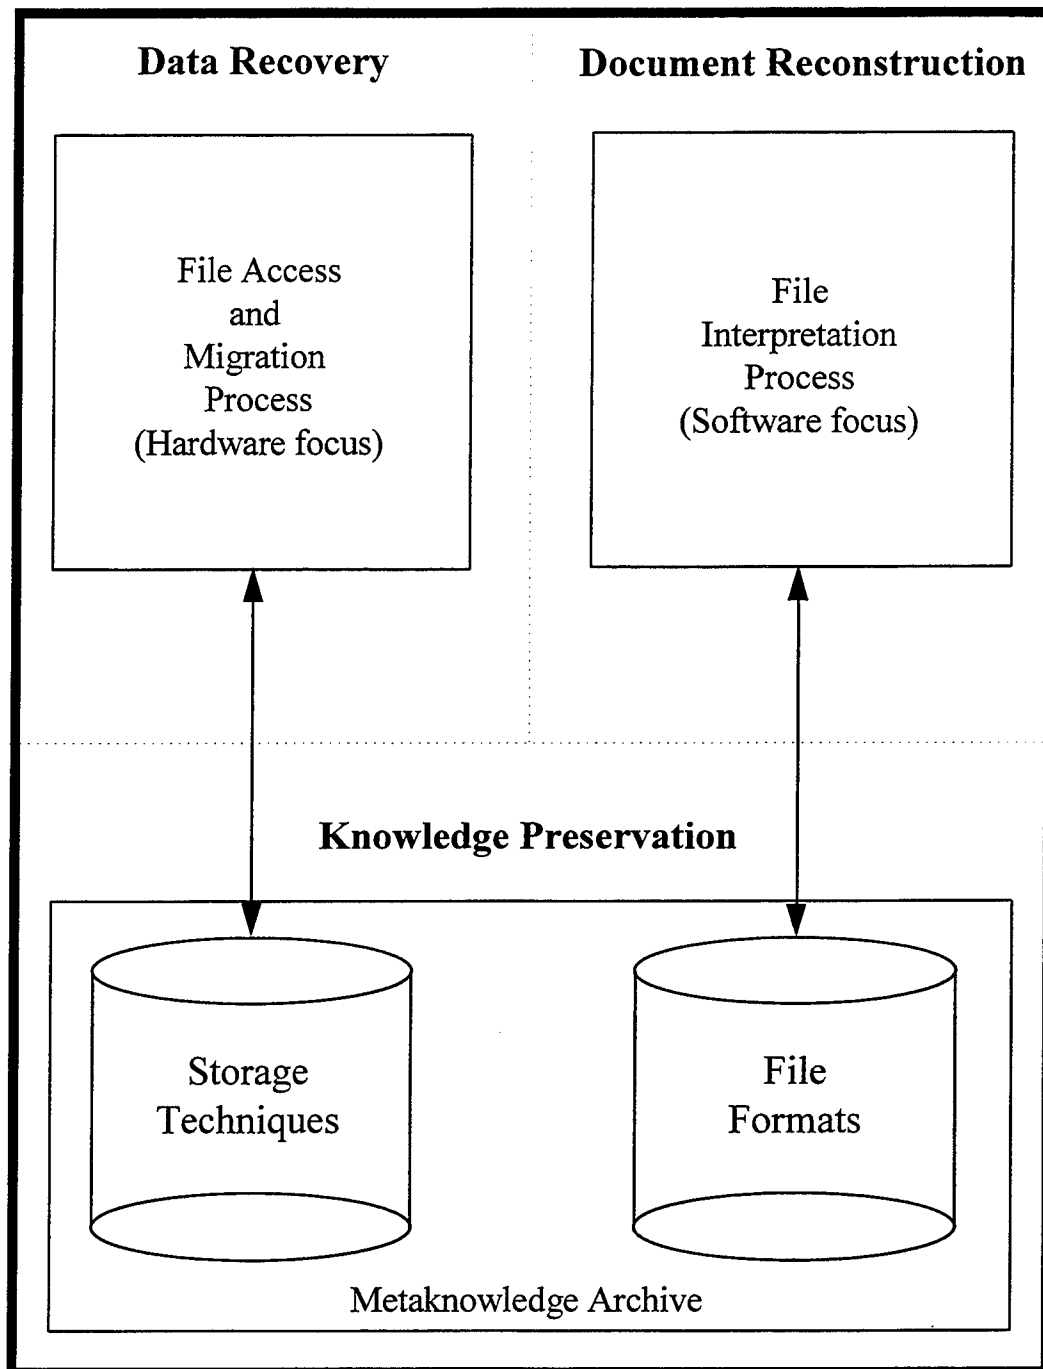 Data Recovery
Document Reconstruction
File Access
and
Migration
Process
(Hardware focus)
File
Interpretation
Process
(Software focus)
Knowledge Preservation
Storage
Techniques
File
Formats
Metaknowledge Archive